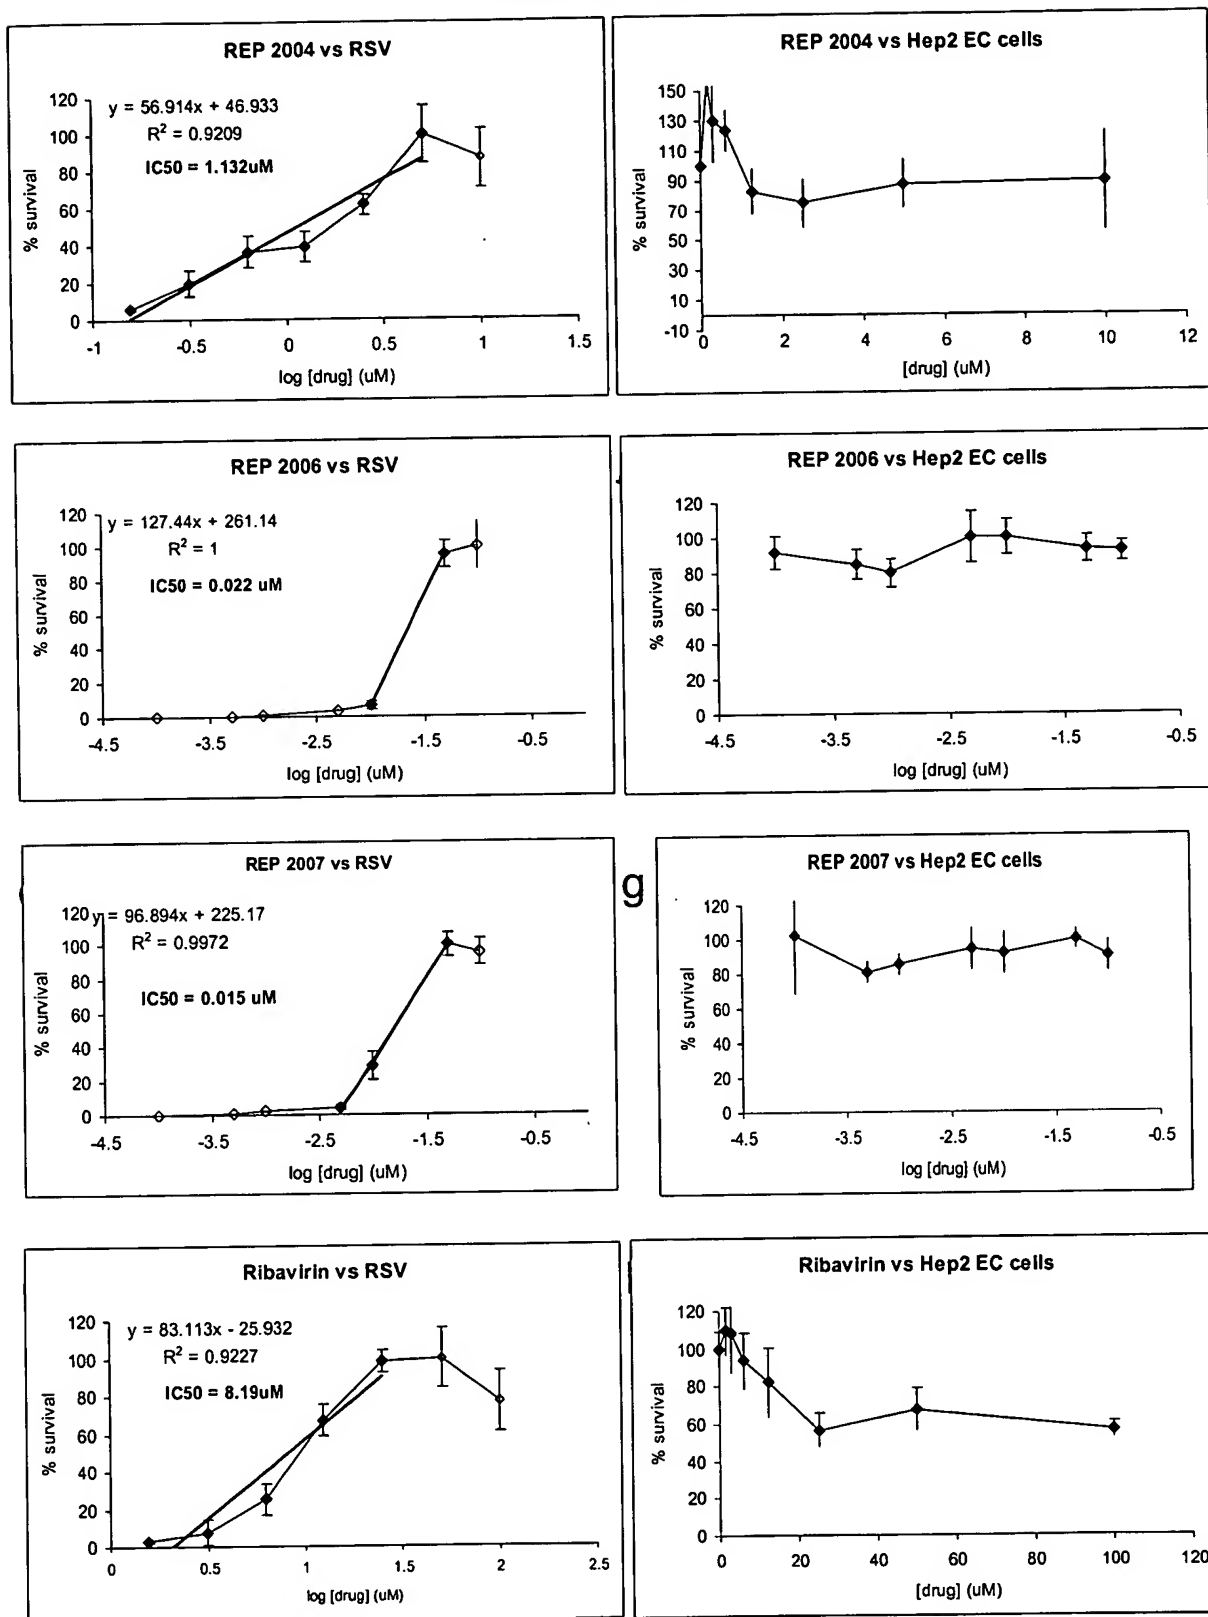 REP 2004 vs RSV
y = 56.914x + 46.933
R² = 0.9209
IC50 = 1.132uM
% survival
120
100
80
60
40
20
0
-1
-0.5
0
0.5
1
1.5
log [drug] (uM)
REP 2004 vs Hep2 EC cells
% survival
150
130
110
90
70
50
30
10
-10
0
2
4
6
8
10
12
[drug] (uM)
REP 2006 vs RSV
y = 127.44x + 261.14
R² = 1
IC50 = 0.022 uM
% survival
120
100
80
60
40
20
0
-4.5
-3.5
-2.5
-1.5
-0.5
log [drug] (uM)
REP 2006 vs Hep2 EC cells
% survival
120
100
80
60
40
20
0
-4.5
-3.5
-2.5
-1.5
-0.5
log [drug] (uM)
REP 2007 vs RSV
y = 96.894x + 225.17
R² = 0.9972
IC50 = 0.015 uM
% survival
120
100
80
60
40
20
0
-4.5
-3.5
-2.5
-1.5
-0.5
log [drug] (uM)
g
REP 2007 vs Hep2 EC cells
% survival
120
100
80
60
40
20
0
-4.5
-3.5
-2.5
-1.5
-0.5
log [drug] (uM)
Ribavirin vs RSV
y = 83.113x - 25.932
R² = 0.9227
IC50 = 8.19uM
% survival
120
100
80
60
40
20
0
0
0.5
1
1.5
2
2.5
log [drug] (uM)
Ribavirin vs Hep2 EC cells
% survival
120
100
80
60
40
20
0
0
20
40
60
80
100
120
[drug] (uM)